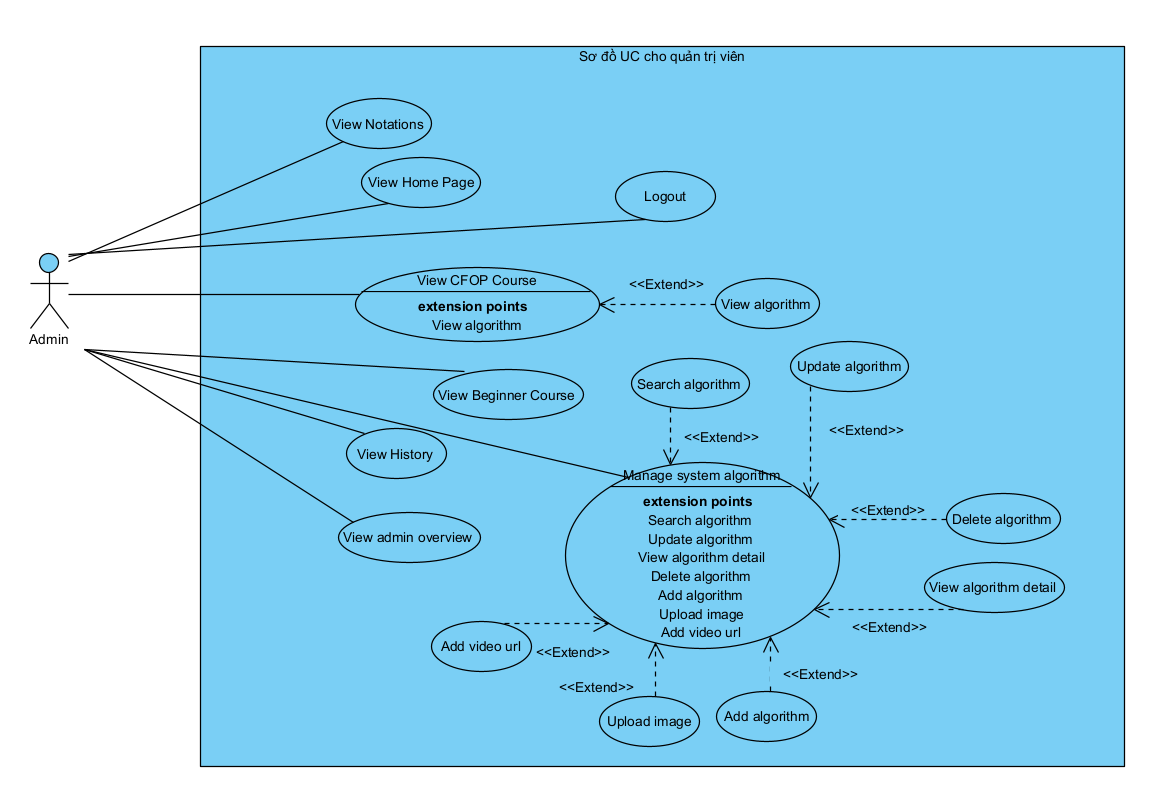 Sơ đồ UC cho quản trị viên
View Notations
View Home Page
Logout
Admin
View CFOP Course
extension points
View algorithm
<<Extend>>
View algorithm
View Beginner Course
Search algorithm
Update algorithm
<<Extend>>
<<Extend>>
View History
Manage system algorithm
extension points
Search algorithm
Update algorithm
View algorithm detail
Delete algorithm
Add algorithm
Upload image
Add video url
<<Extend>>
Delete algorithm
View admin overview
View algorithm detail
<<Extend>>
Add video url
<<Extend>>
<<Extend>>
<<Extend>>
Upload image
Add algorithm